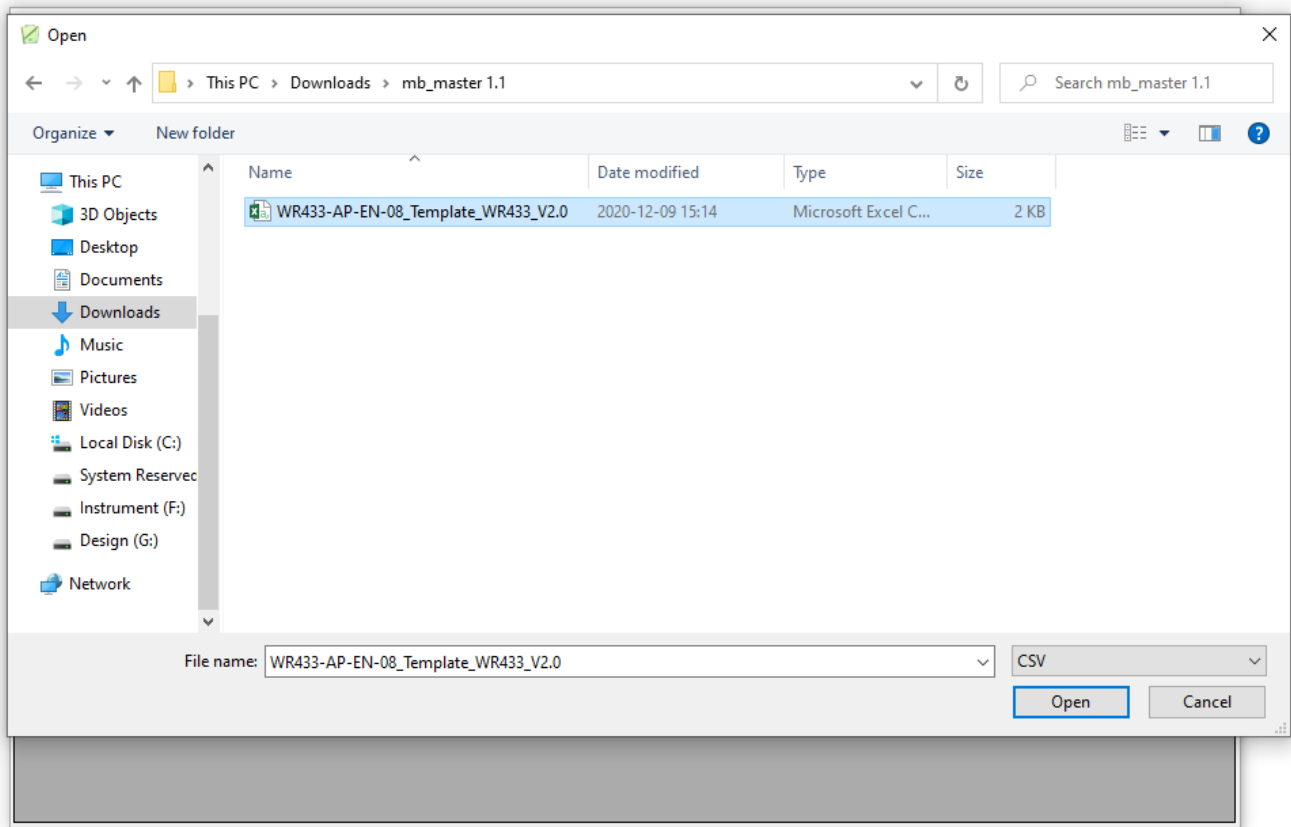 Open
This PC > Downloads > mb_master 1.1
Search mb_master 1.1
Organize New folder
?
This PC
3D Objects
Desktop
Documents
Downloads
Music
Pictures
Videos
Local Disk (C:)
System Reserved
Instrument (F:)
Design (G:)
Network
Name Date modified Type Size
WR433-AP-EN-08_Template_WR433_V2.0 2020-12-09 15:14 Microsoft Excel C... 2 KB
File name: WR433-AP-EN-08_Template_WR433_V2.0 CSV
Open Cancel